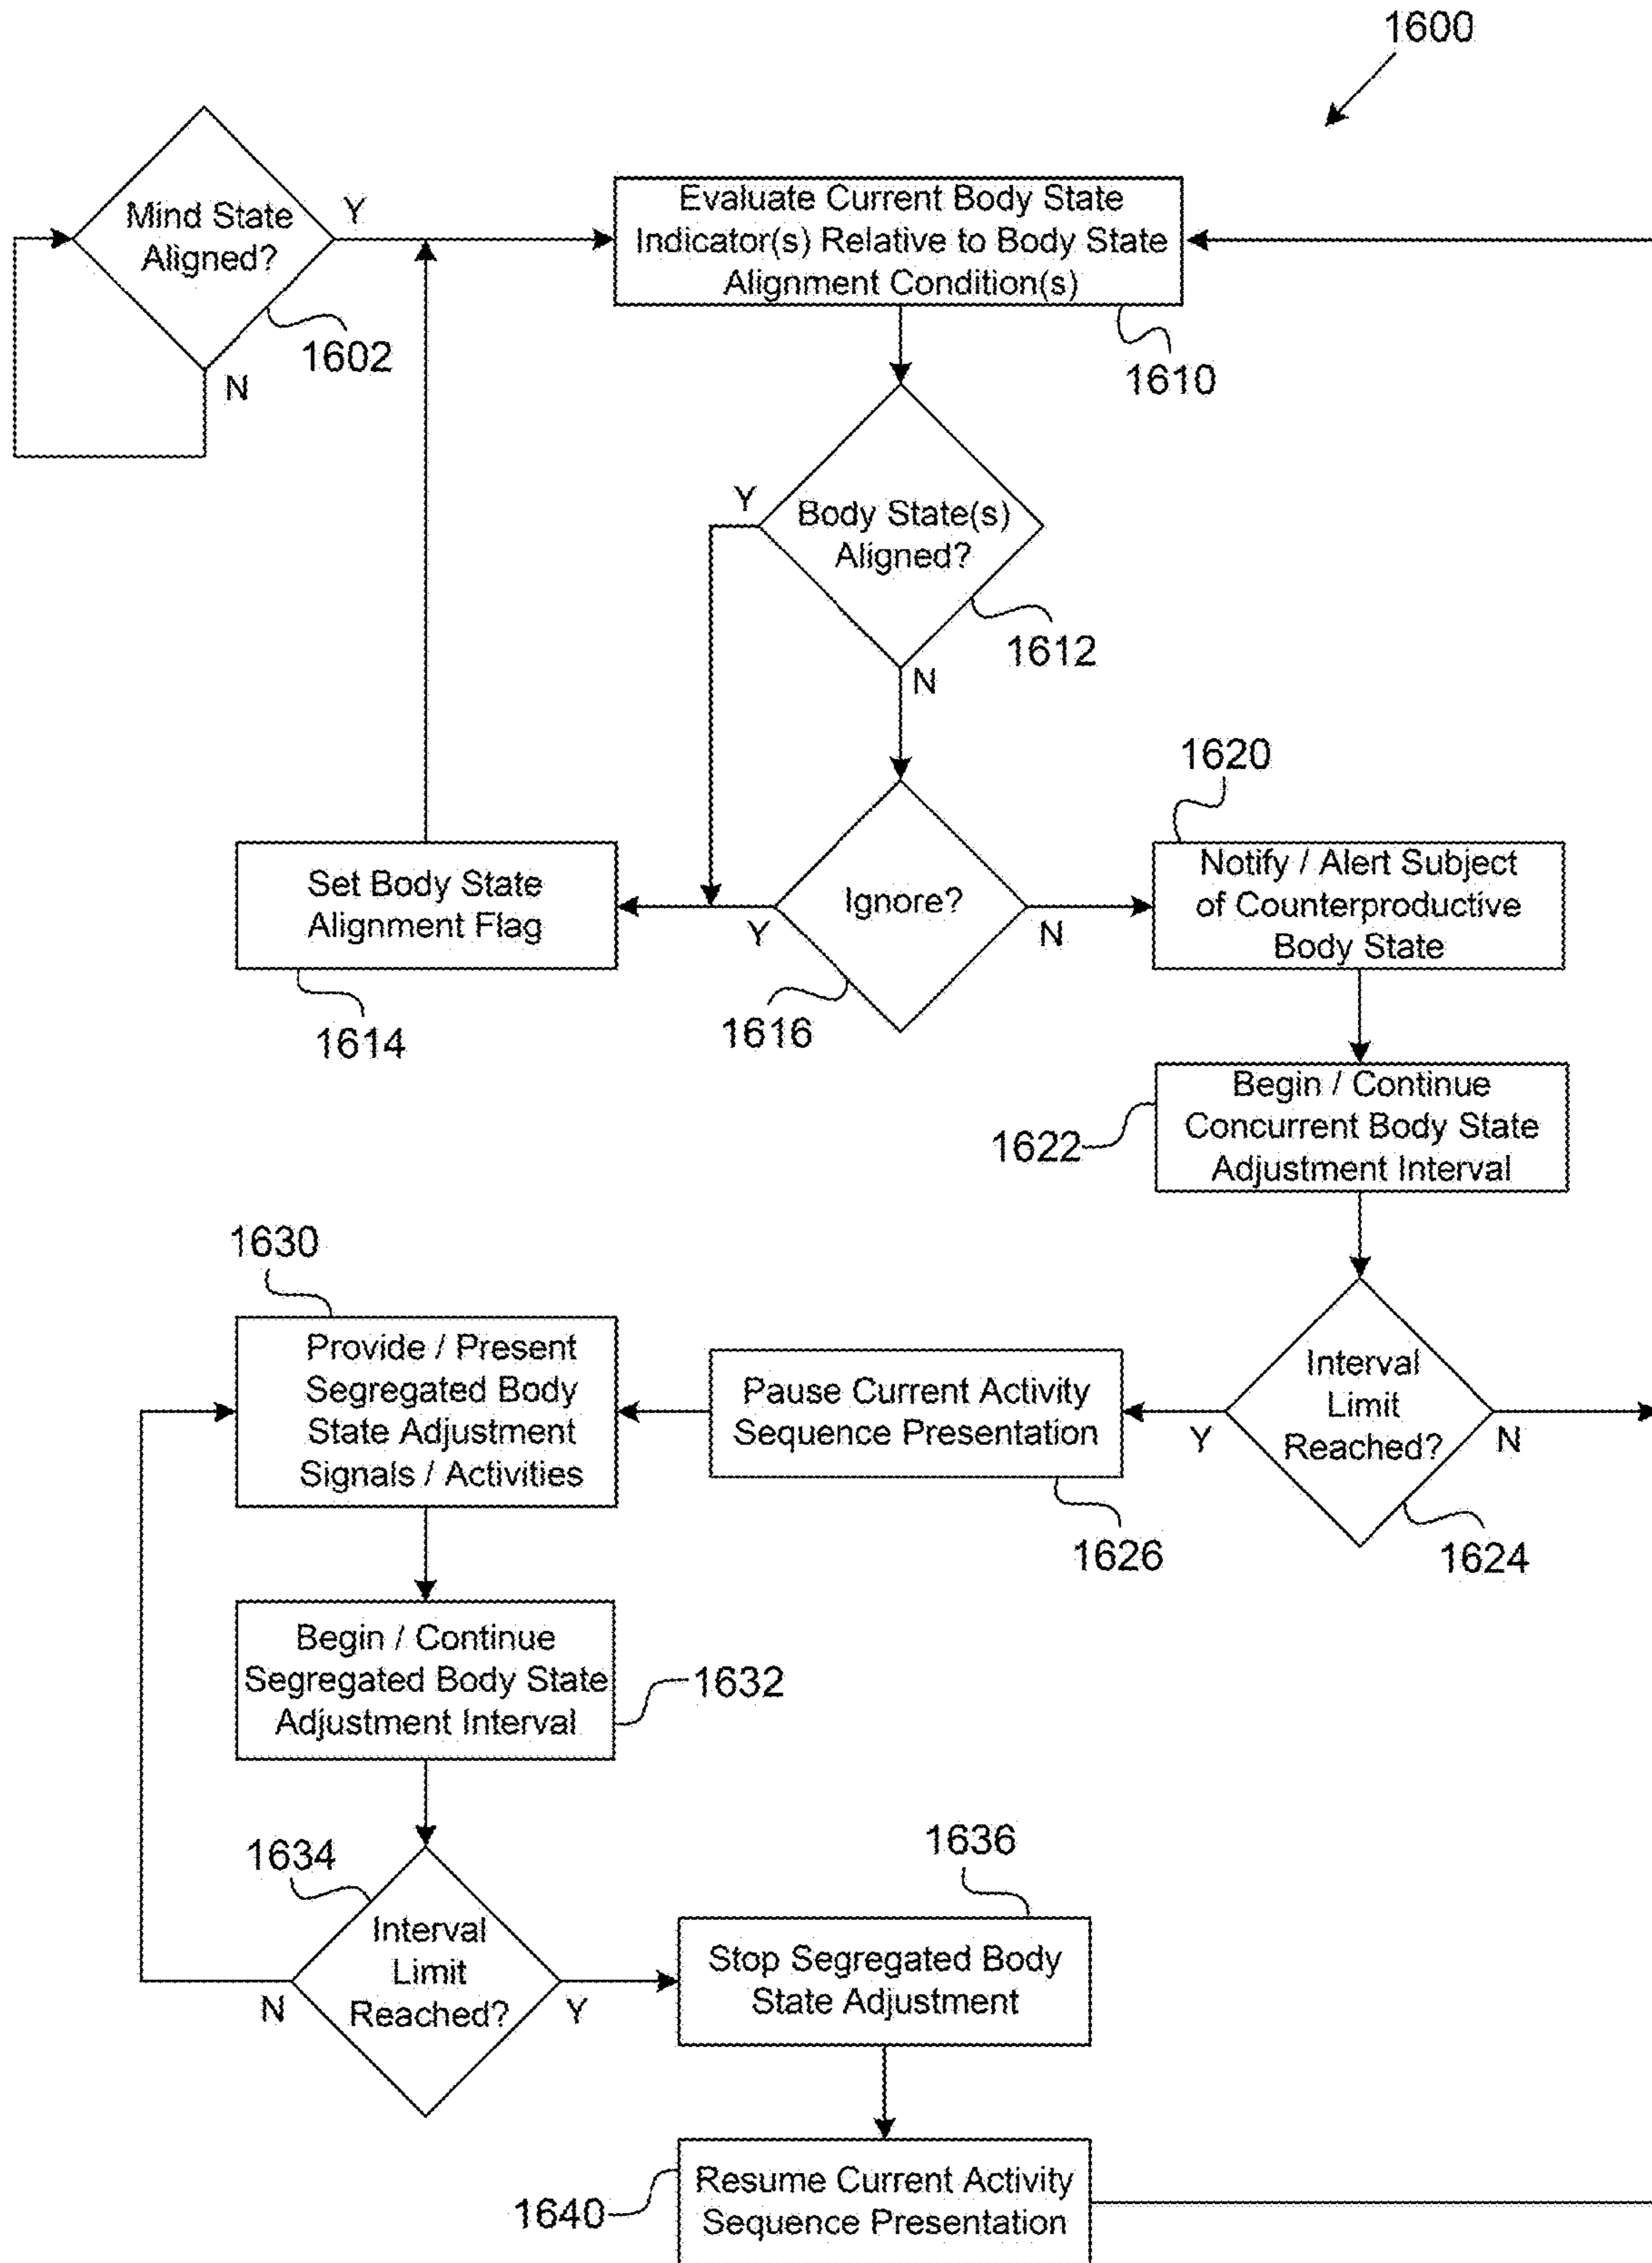 1600
Mind State
Aligned?
Y
N
1602
Evaluate Current Body State
Indicator(s) Relative to Body State
Alignment Condition(s)
1610
Body State(s)
Aligned?
Y
N
1612
Ignore?
Y
N
1616
Set Body State
Alignment Flag
1614
1620
Notify / Alert Subject
of Counterproductive
Body State
Begin / Continue
Concurrent Body State
Adjustment Interval
1622
Interval
Limit
Reached?
Y
N
1624
Pause Current Activity
Sequence Presentation
1626
1630
Provide / Present
Segregated Body
State Adjustment
Signals / Activities
Begin / Continue
Segregated Body State
Adjustment Interval
1632
1634
Interval
Limit
Reached?
N
Y
1636
Stop Segregated Body
State Adjustment
Resume Current Activity
Sequence Presentation
1640